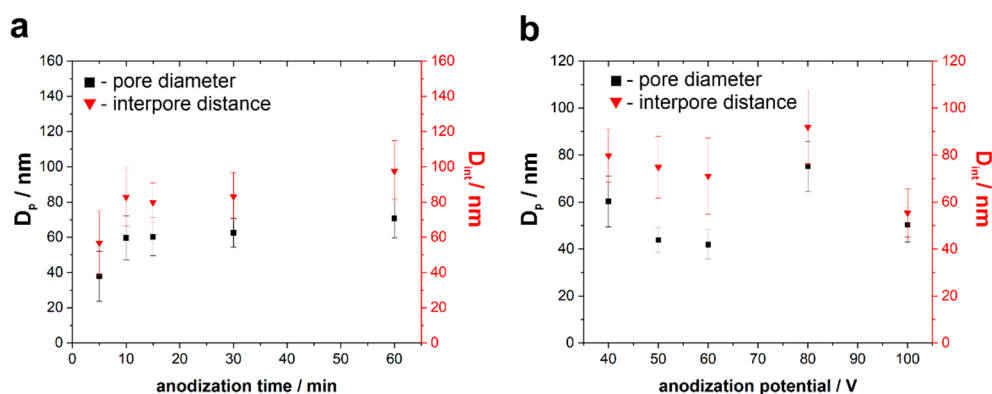 a
160
140
120
100
80
60
40
20
0
D_p / nm
■ - pore diameter
▼ - interpore distance
160
140
120
100
80
60
40
20
0
D_int / nm
0 10 20 30 40 50 60
anodization time / min
b
120
100
80
60
40
20
0
D_p / nm
■ - pore diameter
▼ - interpore distance
120
100
80
60
40
20
0
D_int / nm
40 50 60 70 80 90 100
anodization potential / V